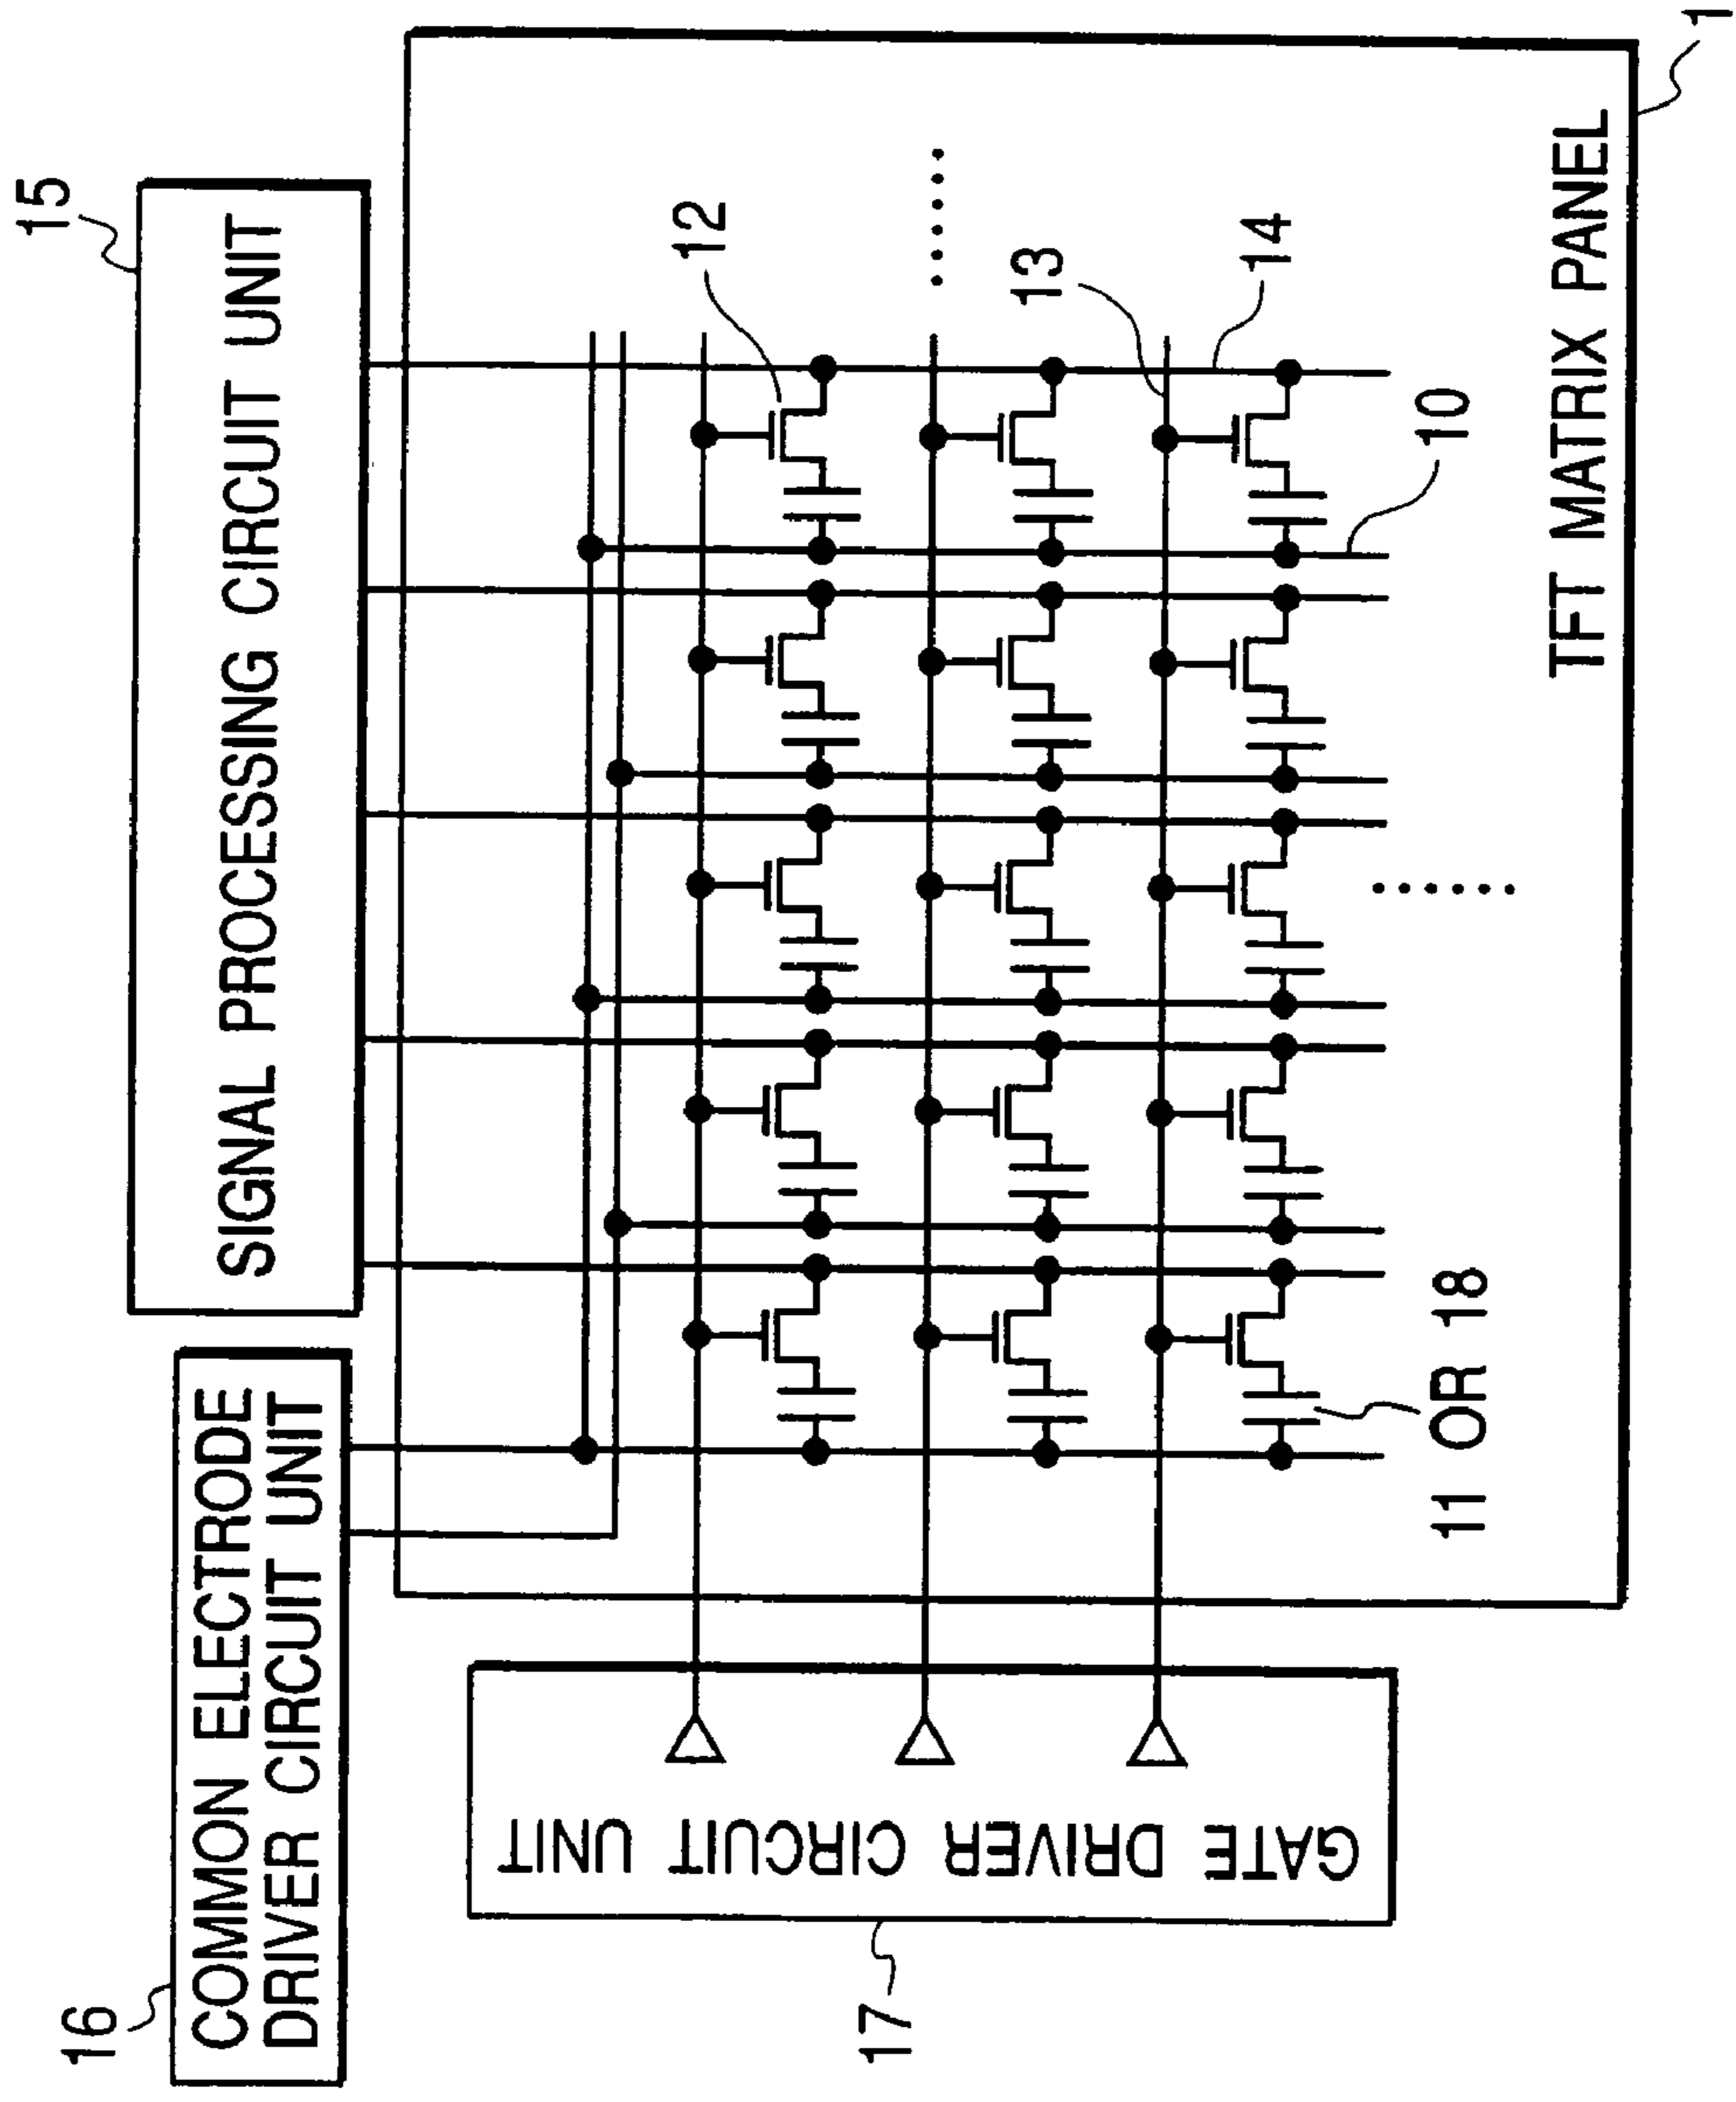 15
SIGNAL PROCESSING CIRCUIT UNIT
16
COMMON ELECTRODE
DRIVER CIRCUIT UNIT
12
13
14
10
17
GATE DRIVER CIRCUIT UNIT
11 OR 18
TFT MATRIX PANEL
1